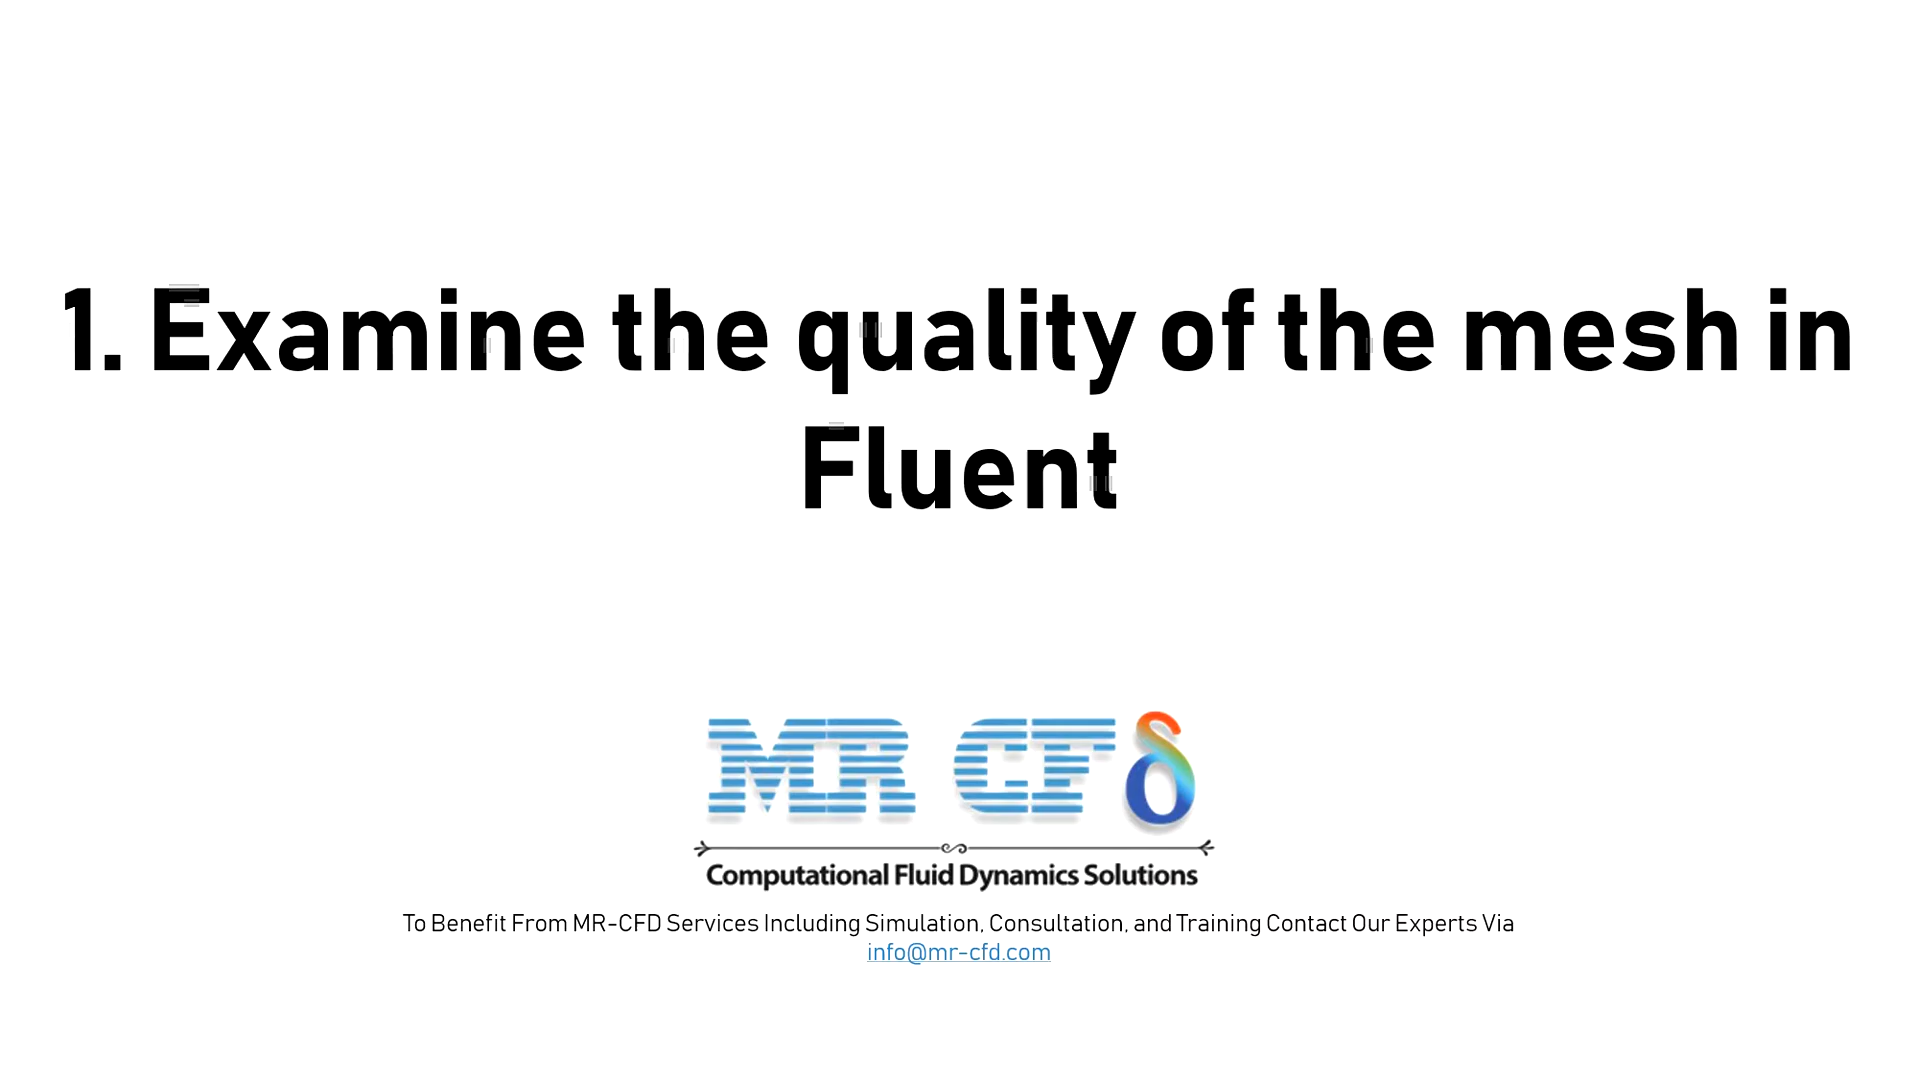 1. Examine the quality of the mesh in
Fluent
MR CFδ
Computational Fluid Dynamics Solutions
To Benefit From MR-CFD Services Including Simulation, Consultation, and Training Contact Our Experts Via
info@mr-cfd.com